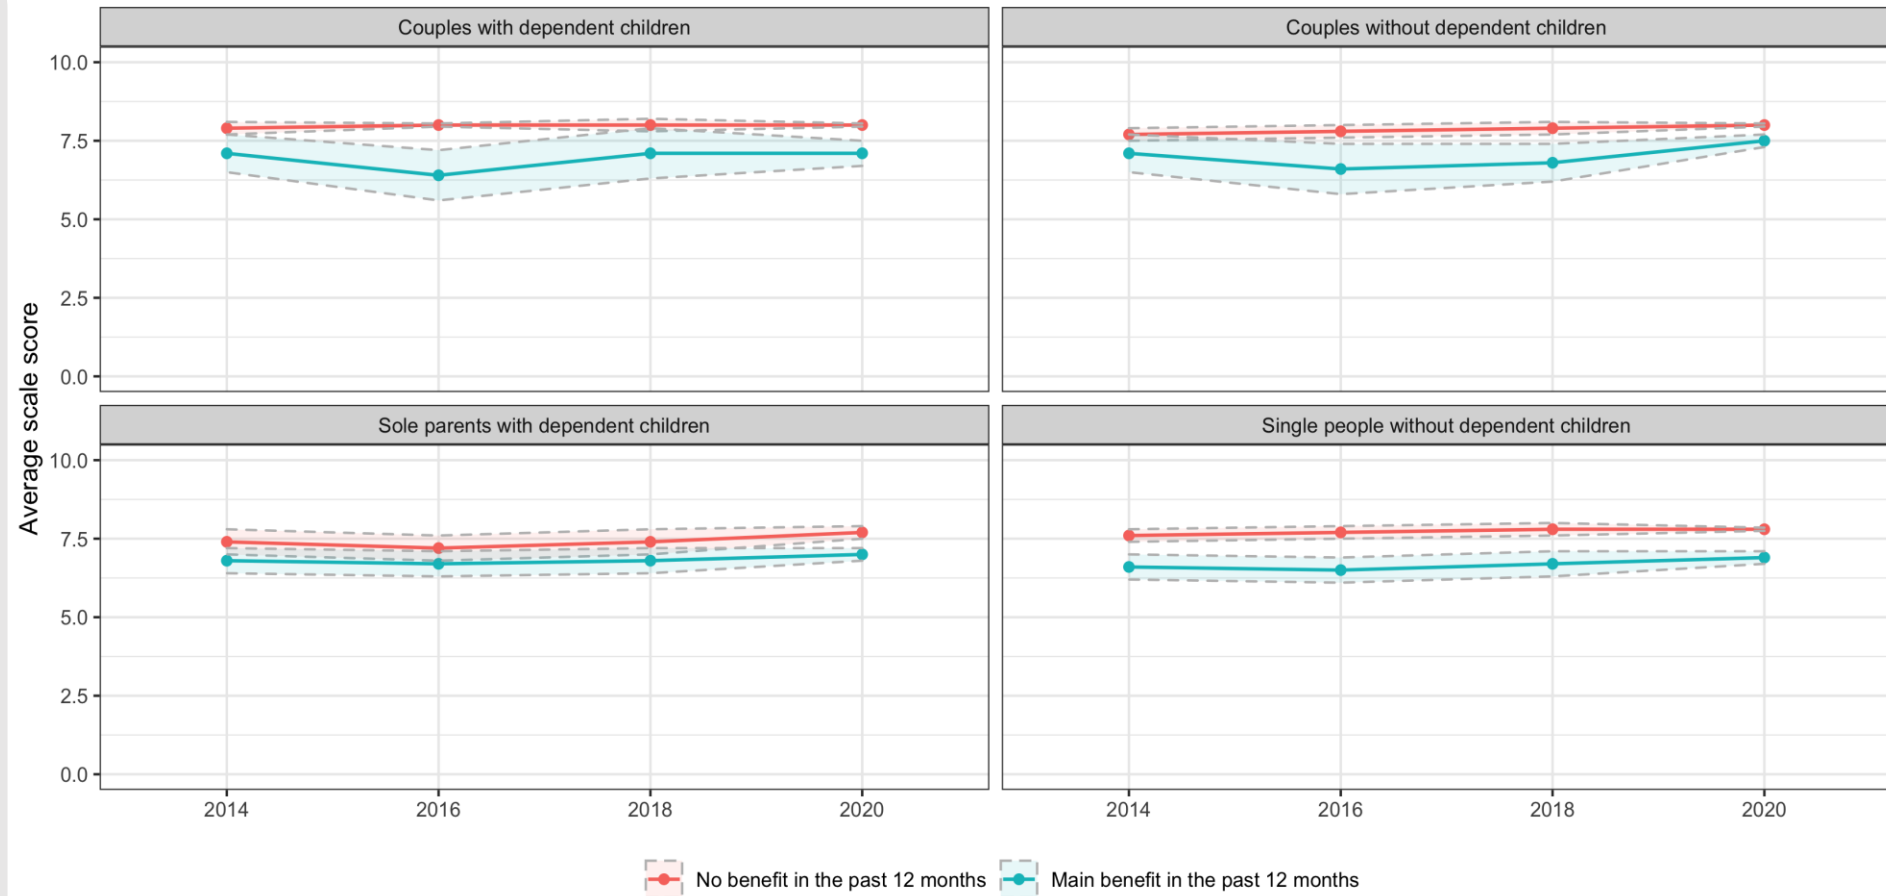 Couples with dependent children
Couples without dependent children
10.0
7.5
5.0
2.5
0.0
Average scale score
Sole parents with dependent children
Single people without dependent children
10.0
7.5
5.0
2.5
0.0
2014 2016 2018 2020
2014 2016 2018 2020
No benefit in the past 12 months Main benefit in the past 12 months